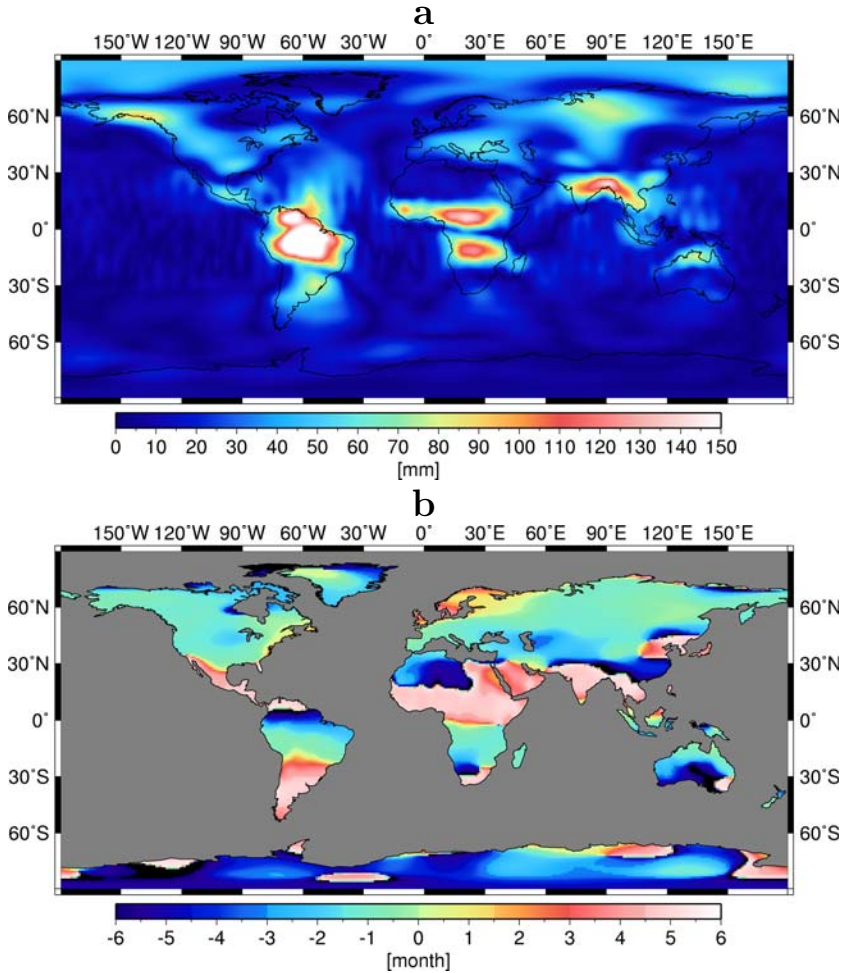 a
150˚W 120˚W 90˚W 60˚W 30˚W 0˚ 30˚E 60˚E 90˚E 120˚E 150˚E
60˚N 60˚N
30˚N 30˚N
0˚ 0˚
30˚S 30˚S
60˚S 60˚S
0 10 20 30 40 50 60 70 80 90 100 110 120 130 140 150
[mm]
b
150˚W 120˚W 90˚W 60˚W 30˚W 0˚ 30˚E 60˚E 90˚E 120˚E 150˚E
60˚N 60˚N
30˚N 30˚N
0˚ 0˚
30˚S 30˚S
60˚S 60˚S
-6 -5 -4 -3 -2 -1 0 1 2 3 4 5 6
[month]